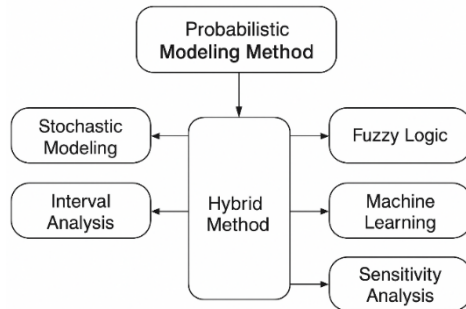 Probabilistic
Modeling Method
Stochastic
Modeling
Fuzzy Logic
Interval
Analysis
Hybrid
Method
Machine
Learning
Sensitivity
Analysis